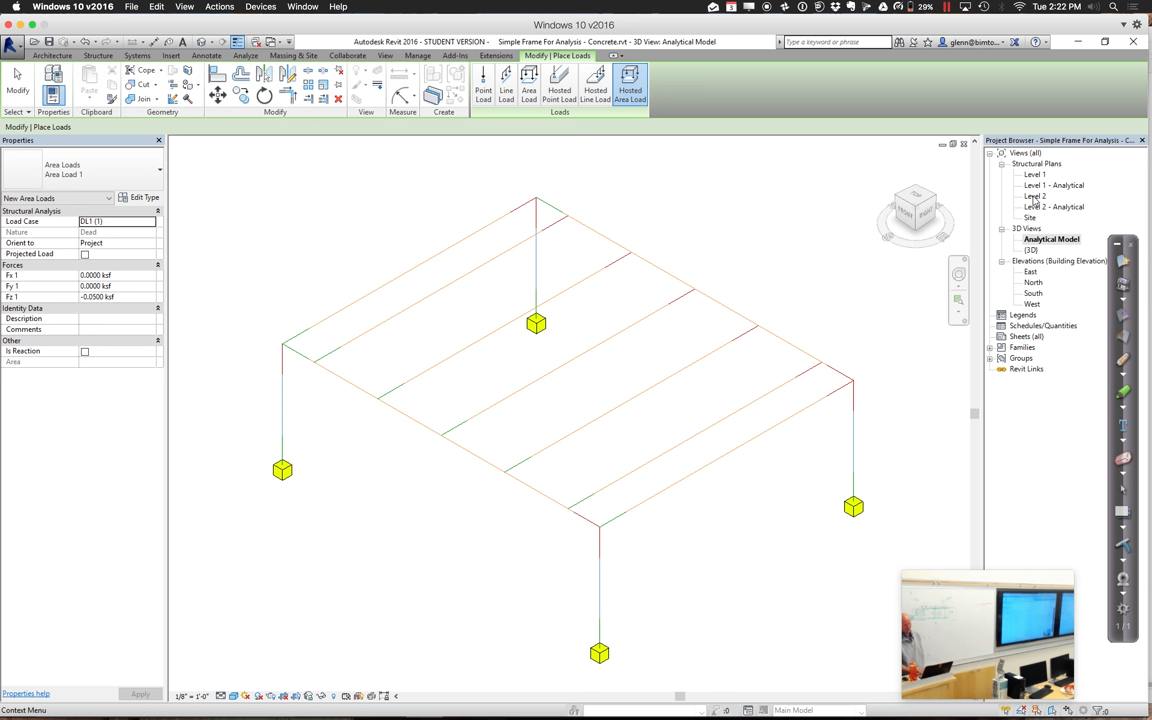 Windows 10 v2016 File Edit View Actions Devices Window Help 29% Tue 2:22 PM
Windows 10 v2016
Autodesk Revit 2016 - STUDENT VERSION - Simple Frame For Analysis - Concrete.rvt - 3D View: Analytical Model Type a keyword or phrase glenn@bimto...
Architecture Structure Systems Insert Annotate Analyze Massing & Site Collaborate View Manage Add-Ins Extensions Modify | Place Loads
Modify Paste Cope Cut Join Point Load Line Load Area Load Hosted Point Load Hosted Line Load Hosted Area Load
Select Properties Clipboard Geometry Modify View Measure Create Loads
Modify | Place Loads
Properties
Area Loads
Area Load 1
New Area Loads Edit Type
Structural Analysis
Load Case DL1 (1)
Nature Dead
Orient to Project
Projected Load
Forces
Fx 1 0.0000 ksf
Fy 1 0.0000 ksf
Fz 1 -0.0500 ksf
Identity Data
Description
Comments
Other
Is Reaction
Area
Properties help Apply
Context Menu
TOP
FRONT RIGHT
1/8" = 1'-0"
:0 Main Model :0
Project Browser - Simple Frame For Analysis - C...
Views (all)
Structural Plans
Level 1
Level 1 - Analytical
Level 2
Level 2 - Analytical
Site
3D Views
Analytical Model
{3D}
Elevations (Building Elevation)
East
North
South
West
Legends
Schedules/Quantities
Sheets (all)
Families
Groups
Revit Links
1/1